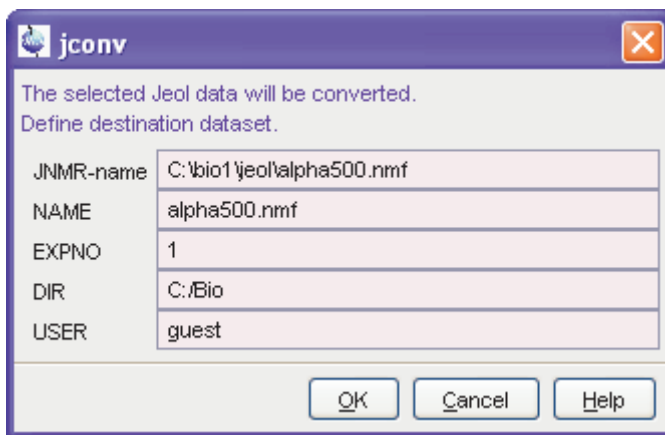 jconv
The selected Jeol data will be converted.
Define destination dataset.
JNMR-name C:\bio1\jeol\alpha500.nmf
NAME alpha500.nmf
EXPNO 1
DIR C:/Bio
USER guest
OK Cancel Help